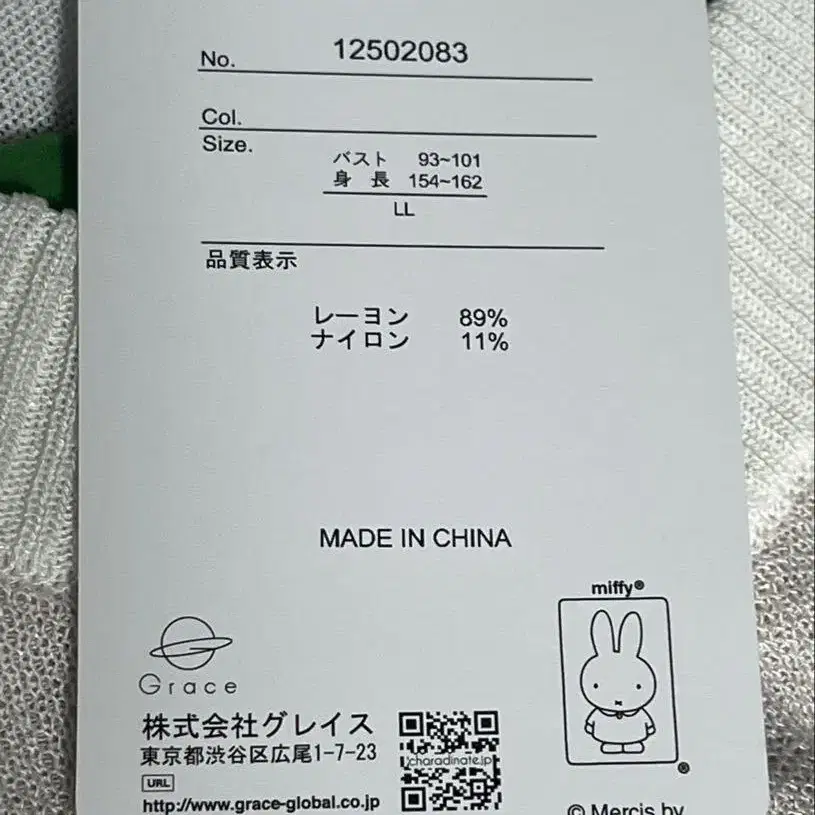 No. 12502083
Col.
Size.
バスト 93~101
身 長 154~162
LL
品質表示
レーヨン 89%
ナイロン 11%
MADE IN CHINA
miffy®
®
Grace
株式会社グレイス
東京都渋谷区広尾1-7-23
charadinate.jp
URL
http://www.grace-global.co.jp
© Mercis bv